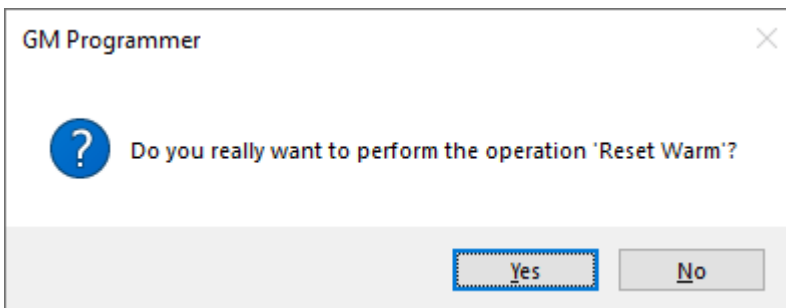 GM Programmer
Do you really want to perform the operation 'Reset Warm'?
Yes No